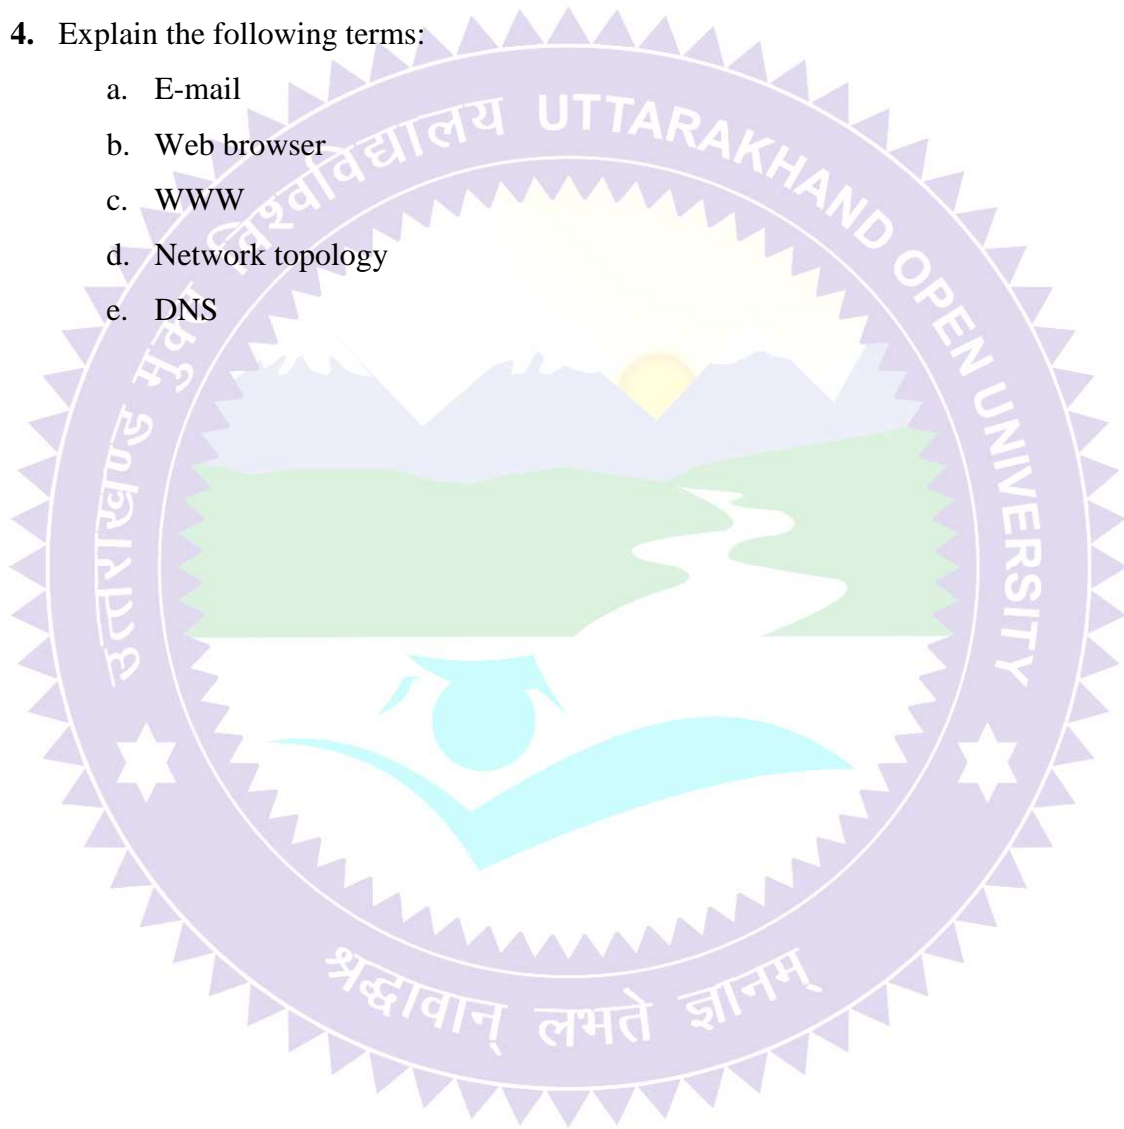 4. Explain the following terms:
a. E-mail
b. Web browser
c. WWW
d. Network topology
e. DNS
उत्तराखण्ड मुक्त विश्वविद्यालय UTTARAKHAND OPEN UNIVERSITY
श्रद्धावान् लभते ज्ञानम्